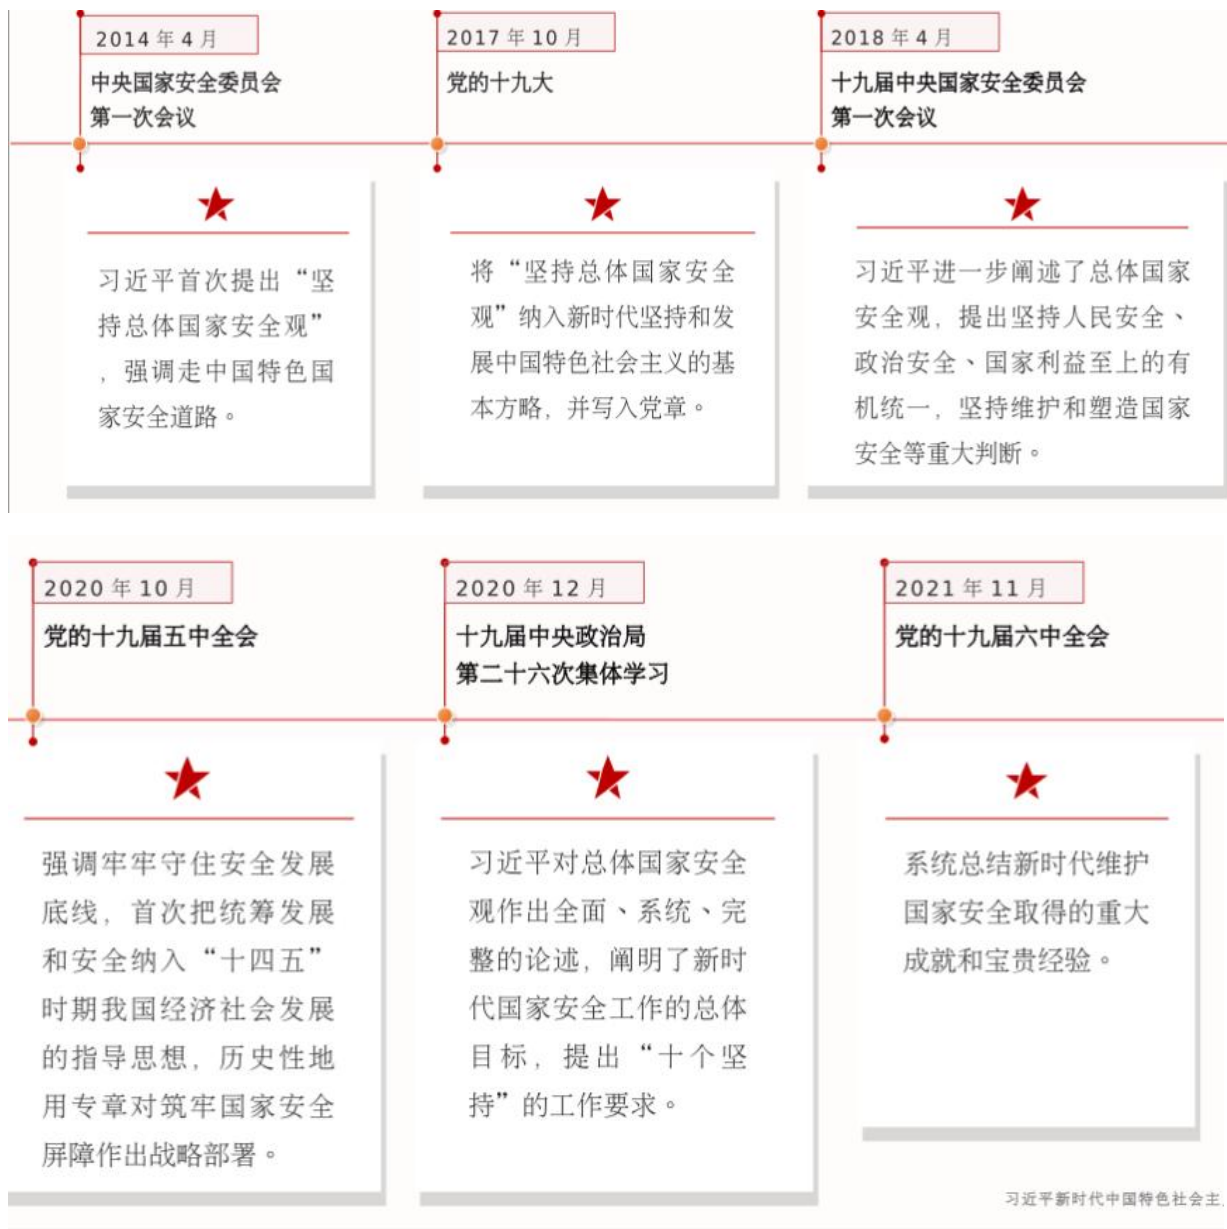 2014 年 4 月
中央国家安全委员会
第一次会议
习近平首次提出“坚
持总体国家安全观”
，强调走中国特色国
家安全道路。
2017 年 10 月
党的十九大
将“坚持总体国家安全
观”纳入新时代坚持和发
展中国特色社会主义的基
本方略，并写入党章。
2018 年 4 月
十九届中央国家安全委员会
第一次会议
习近平进一步阐述了总体国家
安全观，提出坚持人民安全、
政治安全、国家利益至上的有
机统一，坚持维护和塑造国家
安全等重大判断。
2020 年 10 月
党的十九届五中全会
强调牢牢守住安全发展
底线，首次把统筹发展
和安全纳入“十四五”
时期我国经济社会发展
的指导思想，历史性地
用专章对筑牢国家安全
屏障作出战略部署。
2020 年 12 月
十九届中央政治局
第二十六次集体学习
习近平对总体国家安全
观作出全面、系统、完
整的论述，阐明了新时
代国家安全工作的总体
目标，提出“十个坚
持”的工作要求。
2021 年 11 月
党的十九届六中全会
系统总结新时代维护
国家安全取得的重大
成就和宝贵经验。
习近平新时代中国特色社会主